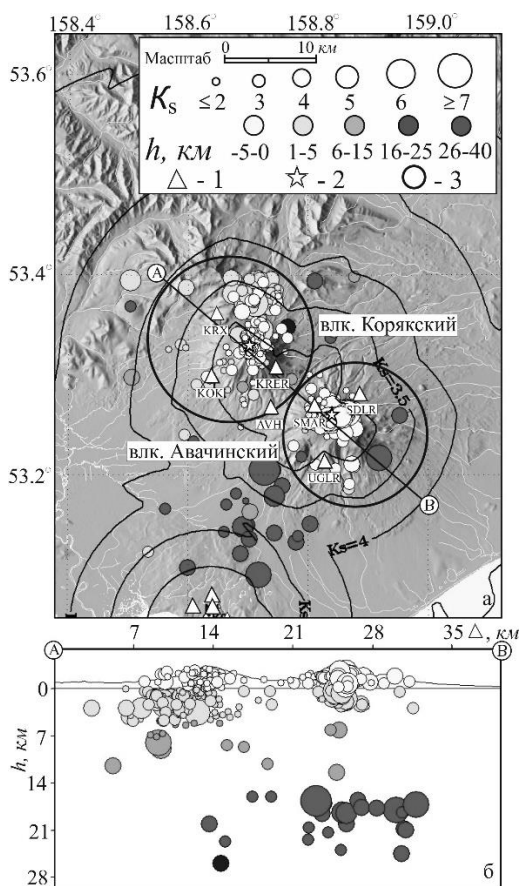 158.4° 158.6° 158.8° 159.0°
Масштаб 0 10 км
Ks ≤2 3 4 5 6 ≥7
-5-0 1-5 6-15 16-25 26-40
h, км
- 1 - 2 - 3
53.6°
53.4°
А
KRX
влк. Корякский
KRER
Ks=3,5
KOK
AVH
SDLR
SMAR
влк. Авачинский
53.2°
UGLR
В
Ks=4
Ks
а
А 7 14 21 28 35 △, км В
0
7
h, км
14
21
28
б